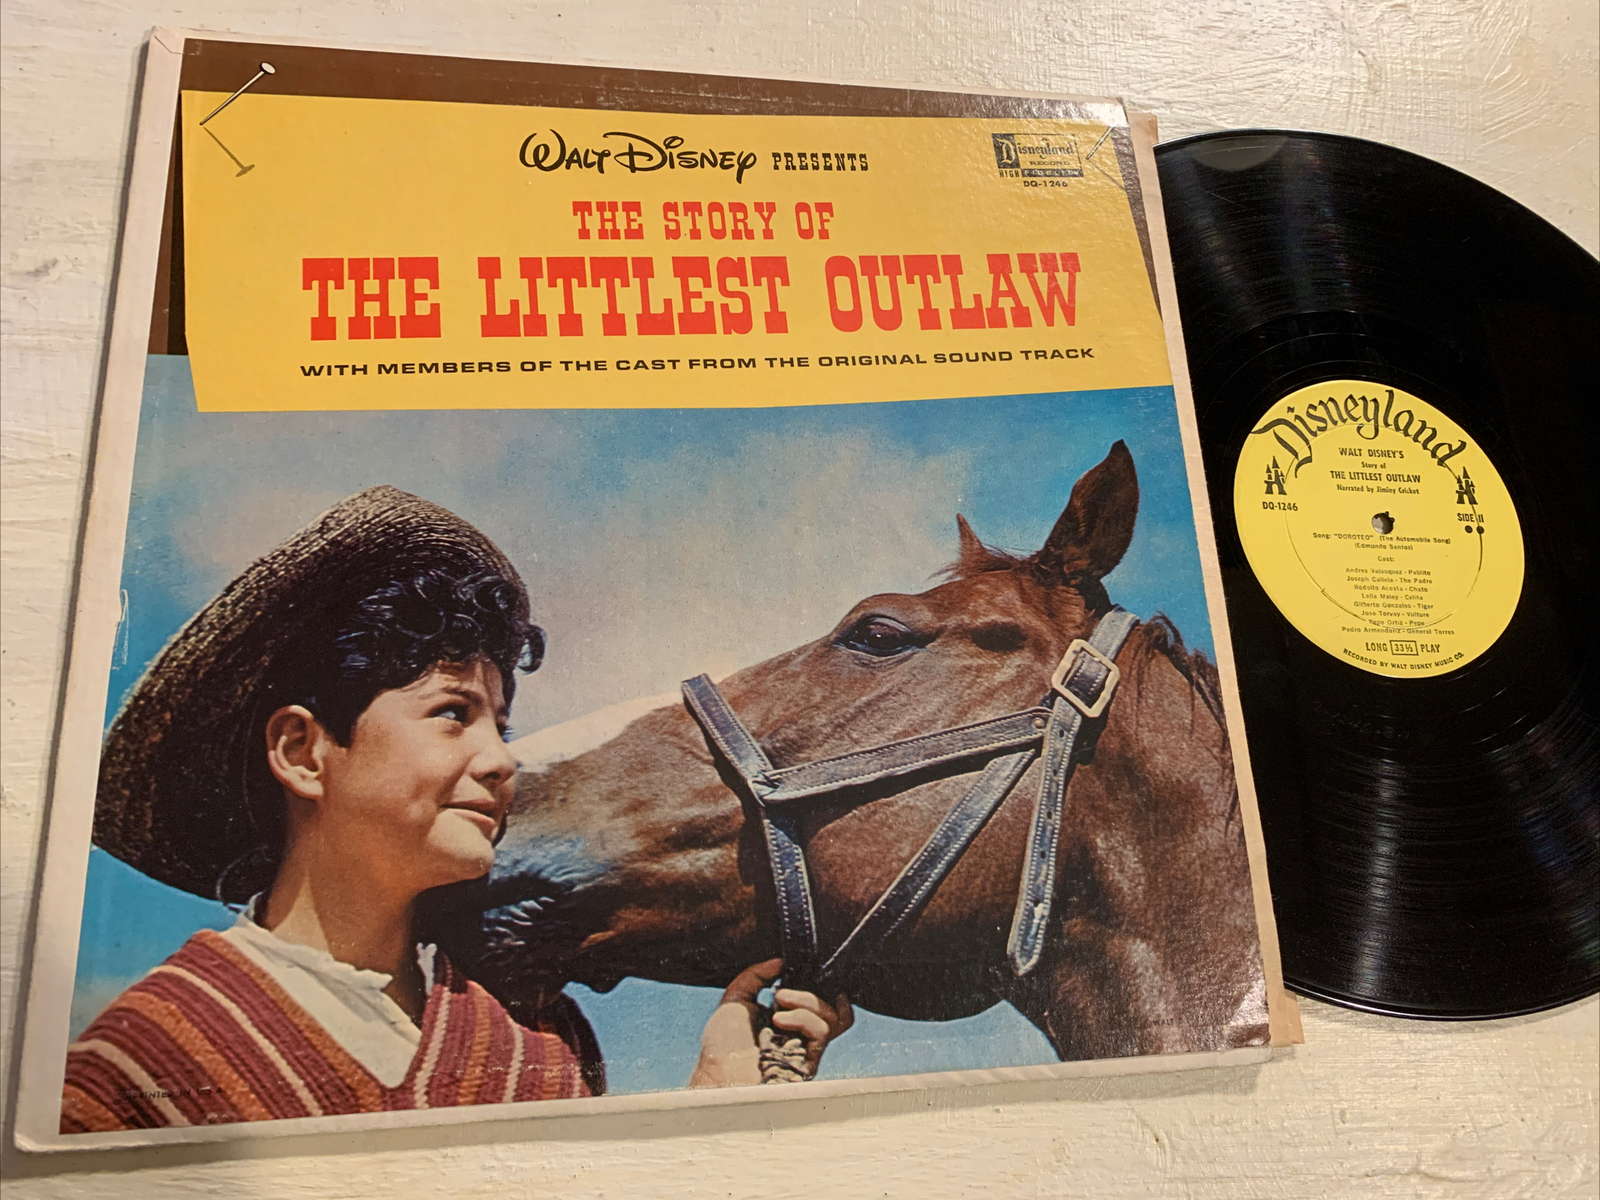 WALT DISNEY PRESENTS
Disneyland
RECORD
HIGH FIDELITY
DQ-1246
THE STORY OF
THE LITTLEST OUTLAW
WITH MEMBERS OF THE CAST FROM THE ORIGINAL SOUND TRACK
PRINTED IN U.S.A.
WALT
Disneyland
WALT DISNEY'S
Story of
THE LITTLEST OUTLAW
Narrated by Jiminy Cricket
DQ-1246
SIDE II
Song: "DOROTEO" (The Automobile Song)
(Edmundo Santos)
Cast:
Andres Velasquez - Pablito
Joseph Calleia - The Padre
Rodolfo Acosta - Chato
Laila Maley - Celita
Gilberto Gonzales - Tiger
Jose Torvay - Vulture
Pepe Ortiz - Pepe
Pedro Armendariz - General Torres
LONG 33⅓ PLAY
RECORDED BY WALT DISNEY MUSIC CO.